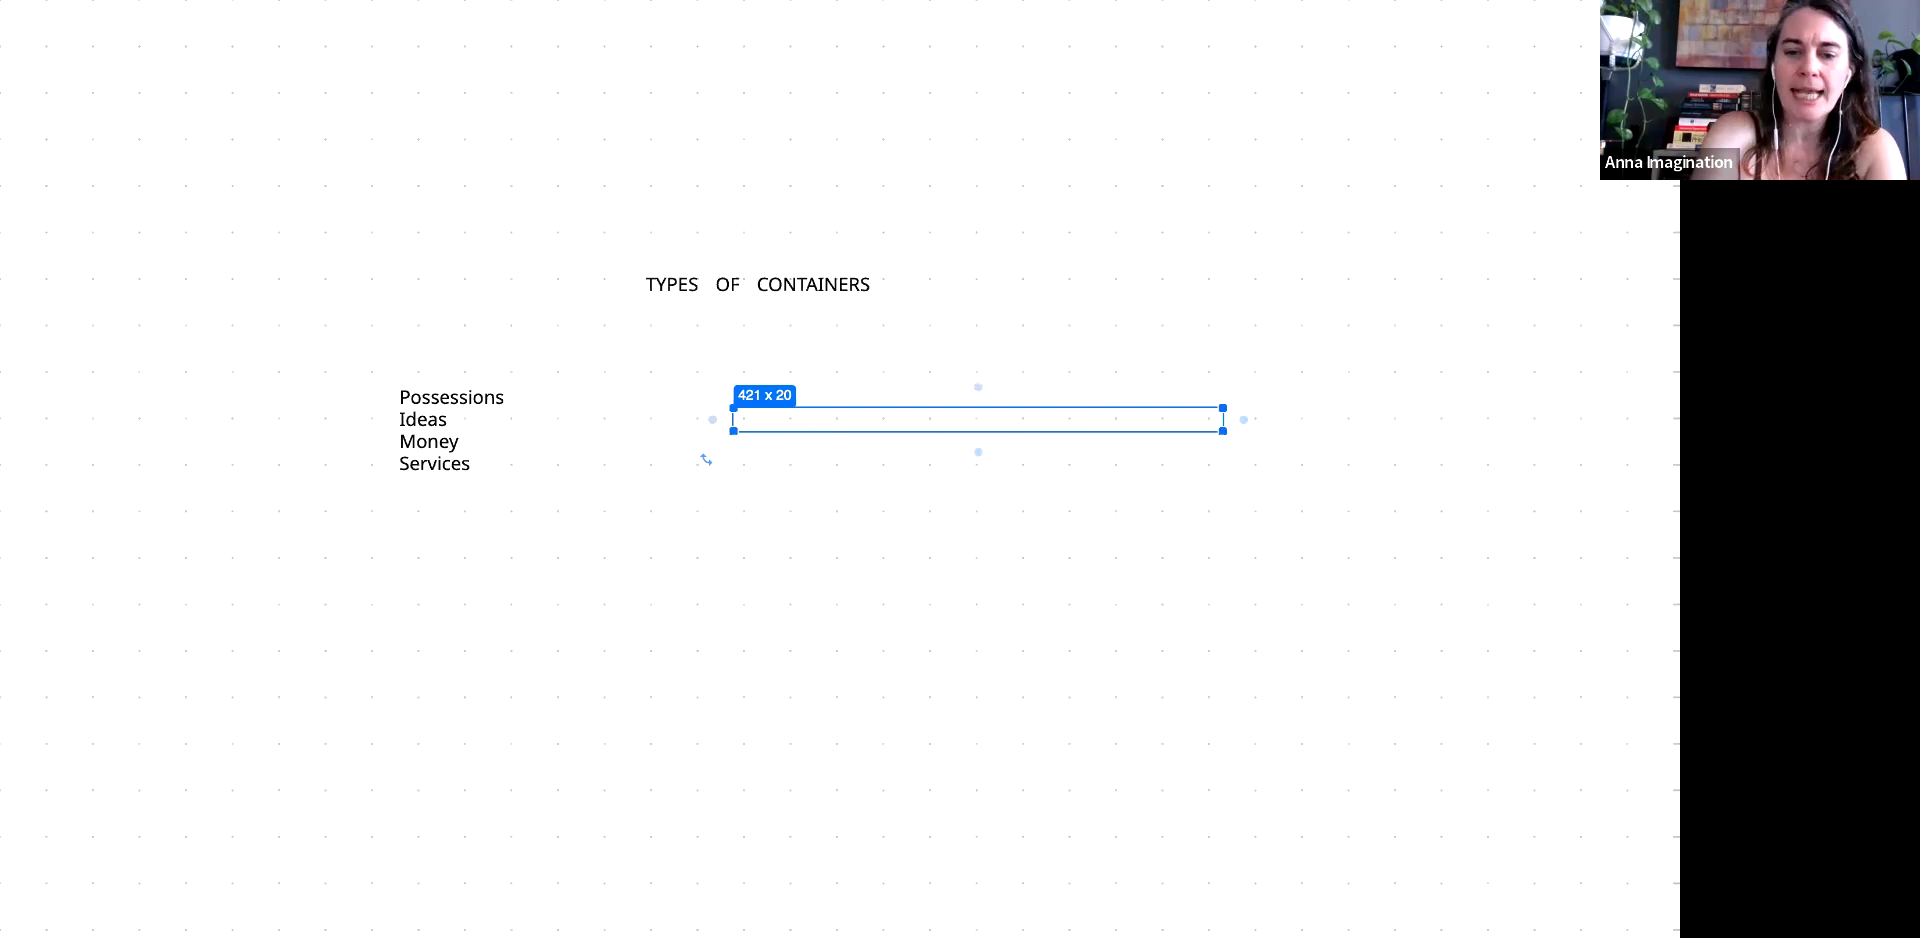 Anna Imagination
TYPES OF CONTAINERS
Possessions
Ideas
Money
Services
421 x 20